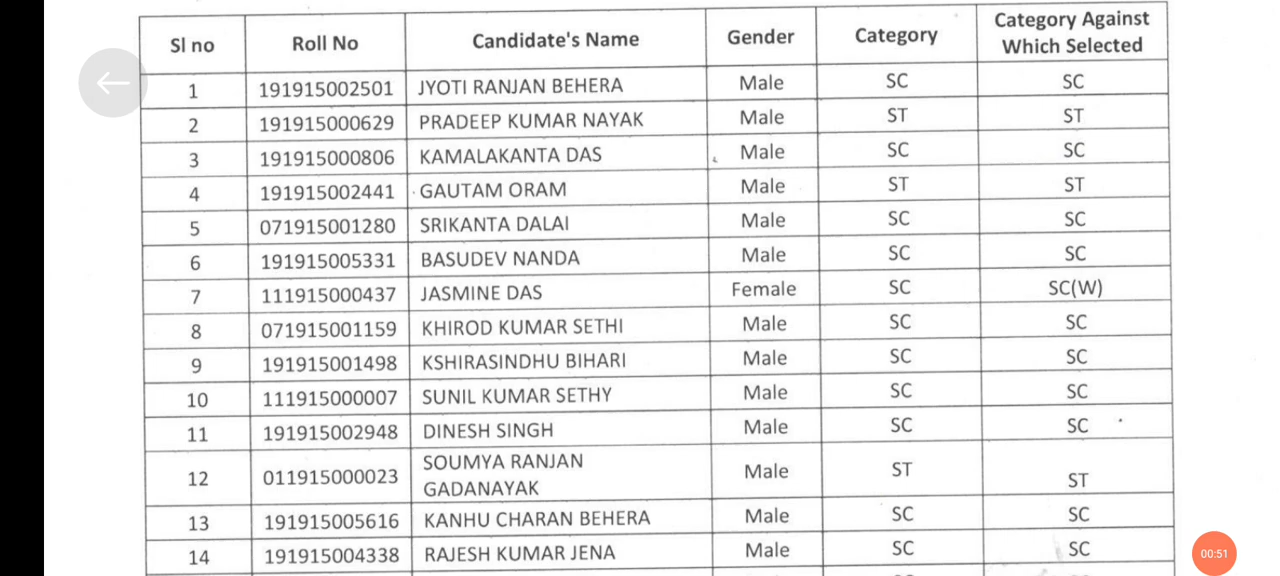 Sl no Roll No Candidate's Name Gender Category Category Against Which Selected
1 191915002501 JYOTI RANJAN BEHERA Male SC SC
2 191915000629 PRADEEP KUMAR NAYAK Male ST ST
3 191915000806 KAMALAKANTA DAS Male SC SC
4 191915002441 GAUTAM ORAM Male ST ST
5 071915001280 SRIKANTA DALAI Male SC SC
6 191915005331 BASUDEV NANDA Male SC SC
7 111915000437 JASMINE DAS Female SC SC(W)
8 071915001159 KHIROD KUMAR SETHI Male SC SC
9 191915001498 KSHIRASINDHU BIHARI Male SC SC
10 111915000007 SUNIL KUMAR SETHY Male SC SC
11 191915002948 DINESH SINGH Male SC SC
12 011915000023 SOUMYA RANJAN GADANAYAK Male ST ST
13 191915005616 KANHU CHARAN BEHERA Male SC SC
14 191915004338 RAJESH KUMAR JENA Male SC SC
00:51